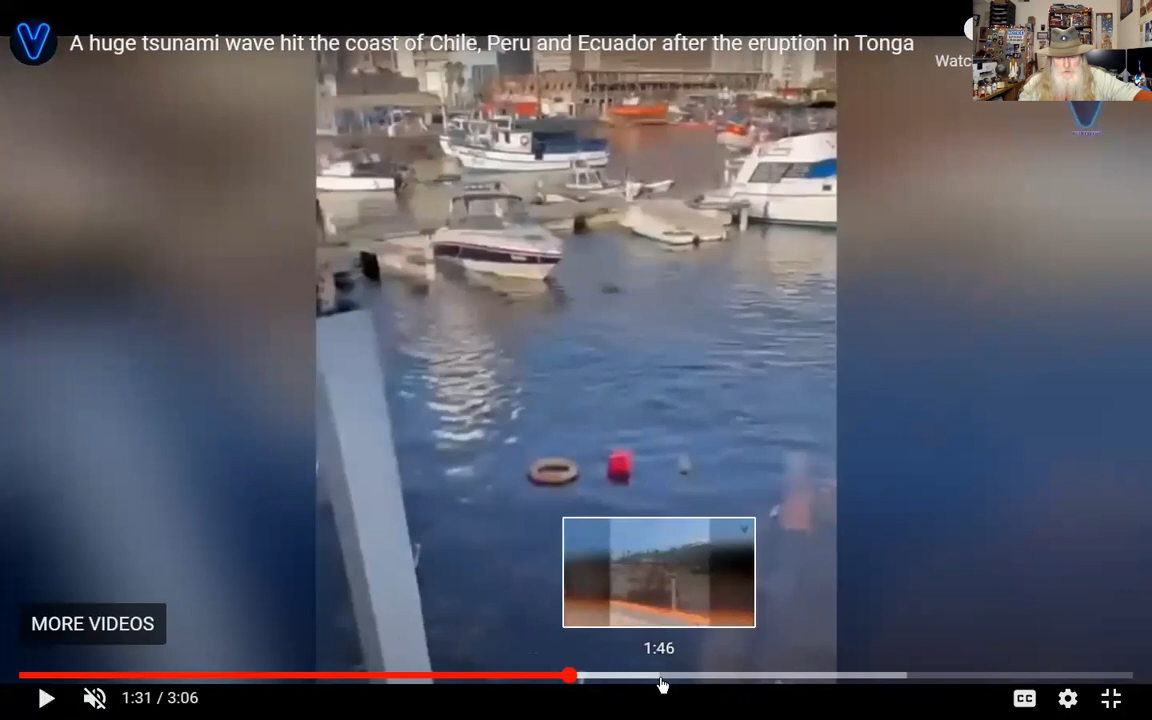 A huge tsunami wave hit the coast of Chile, Peru and Ecuador after the eruption in Tonga
Watc
MORE VIDEOS
1:46
1:31 / 3:06
CC